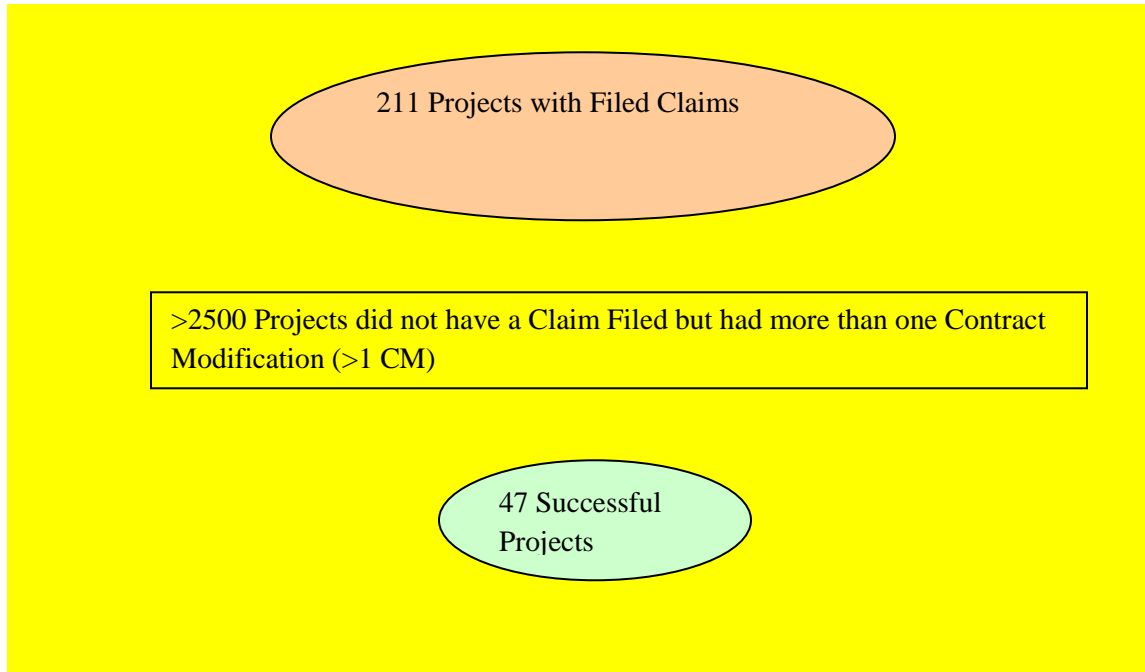 211 Projects with Filed Claims
>2500 Projects did not have a Claim Filed but had more than one Contract
Modification (>1 CM)
47 Successful
Projects